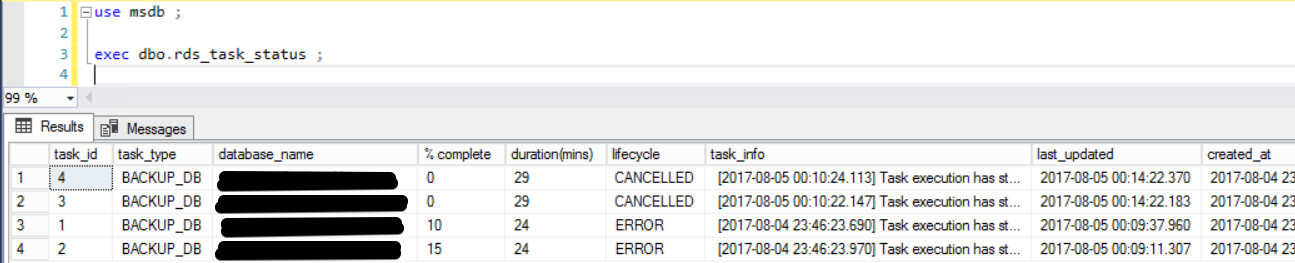 1 use msdb ;
2
3 exec dbo.rds_task_status ;
4
99 %
Results Messages
task_id task_type database_name % complete duration(mins) lifecycle task_info last_updated created_at
1 4 BACKUP_DB 0 29 CANCELLED [2017-08-05 00:10:24.113] Task execution has st... 2017-08-05 00:14:22.370 2017-08-04 23
2 3 BACKUP_DB 0 29 CANCELLED [2017-08-05 00:10:22.147] Task execution has st... 2017-08-05 00:14:22.183 2017-08-04 23
3 1 BACKUP_DB 10 24 ERROR [2017-08-04 23:46:23.690] Task execution has st... 2017-08-05 00:09:37.960 2017-08-04 23
4 2 BACKUP_DB 15 24 ERROR [2017-08-04 23:46:23.970] Task execution has st... 2017-08-05 00:09:11.307 2017-08-04 23